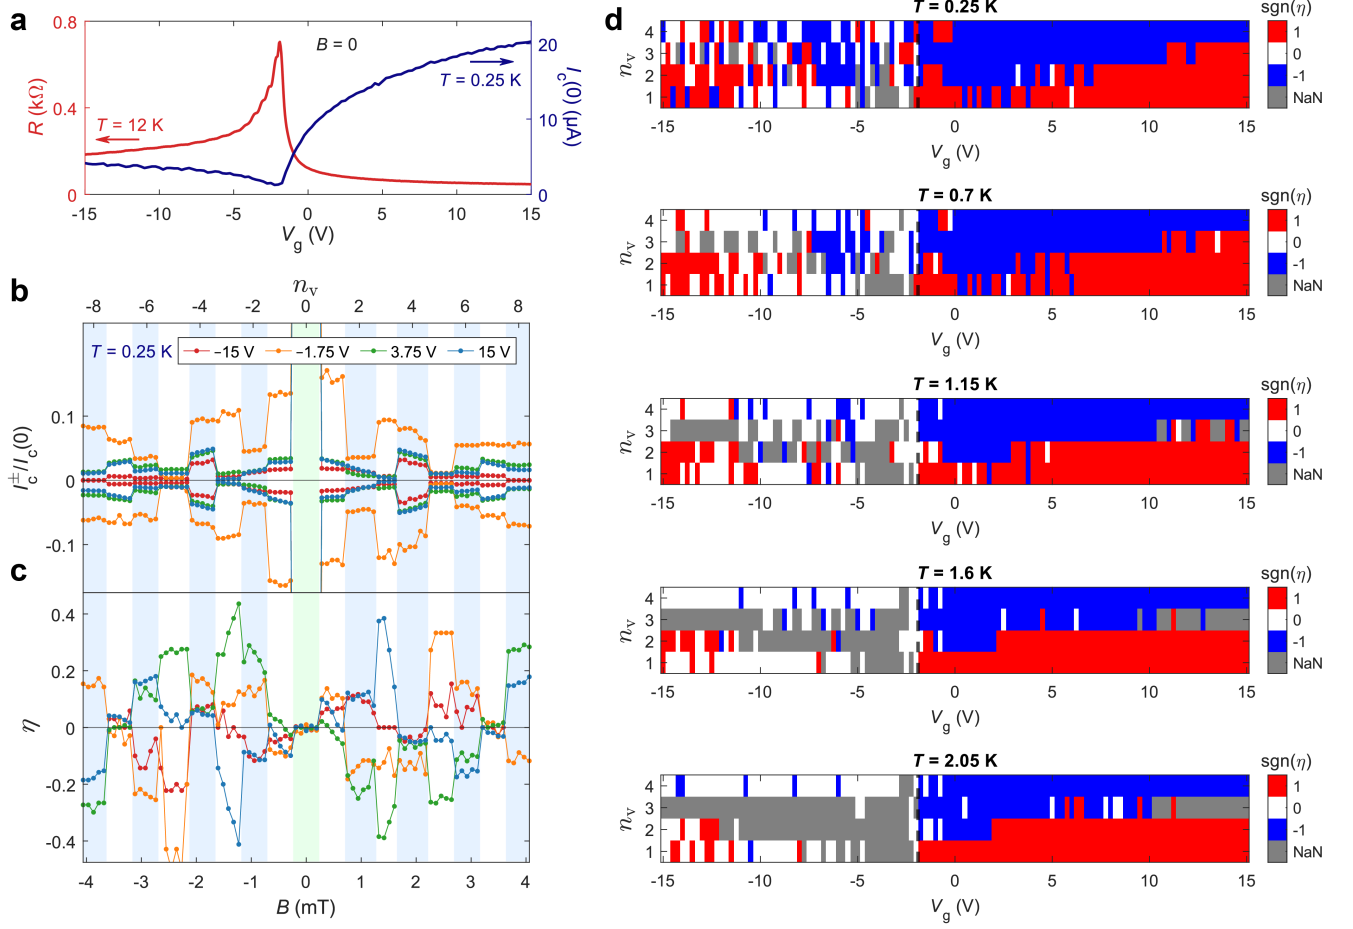 a
0.8
0.4
0
R (kΩ)
B = 0
T = 12 K
T = 0.25 K
20
10
0
I_c(0) (μA)
-15 -10 -5 0 5 10 15
V_g (V)
b
n_v
-8 -6 -4 -2 0 2 4 6 8
T = 0.25 K
–15 V –1.75 V 3.75 V 15 V
0.1
0
-0.1
I_c^±/I_c(0)
c
0.4
0.2
0
-0.2
-0.4
η
-4 -3 -2 -1 0 1 2 3 4
B (mT)
d
T = 0.25 K
sgn(η)
4
3
2
1
n_v
1
0
-1
NaN
-15 -10 -5 0 5 10 15
V_g (V)
T = 0.7 K
sgn(η)
4
3
2
1
n_v
1
0
-1
NaN
-15 -10 -5 0 5 10 15
V_g (V)
T = 1.15 K
sgn(η)
4
3
2
1
n_v
1
0
-1
NaN
-15 -10 -5 0 5 10 15
V_g (V)
T = 1.6 K
sgn(η)
4
3
2
1
n_v
1
0
-1
NaN
-15 -10 -5 0 5 10 15
V_g (V)
T = 2.05 K
sgn(η)
4
3
2
1
n_v
1
0
-1
NaN
-15 -10 -5 0 5 10 15
V_g (V)